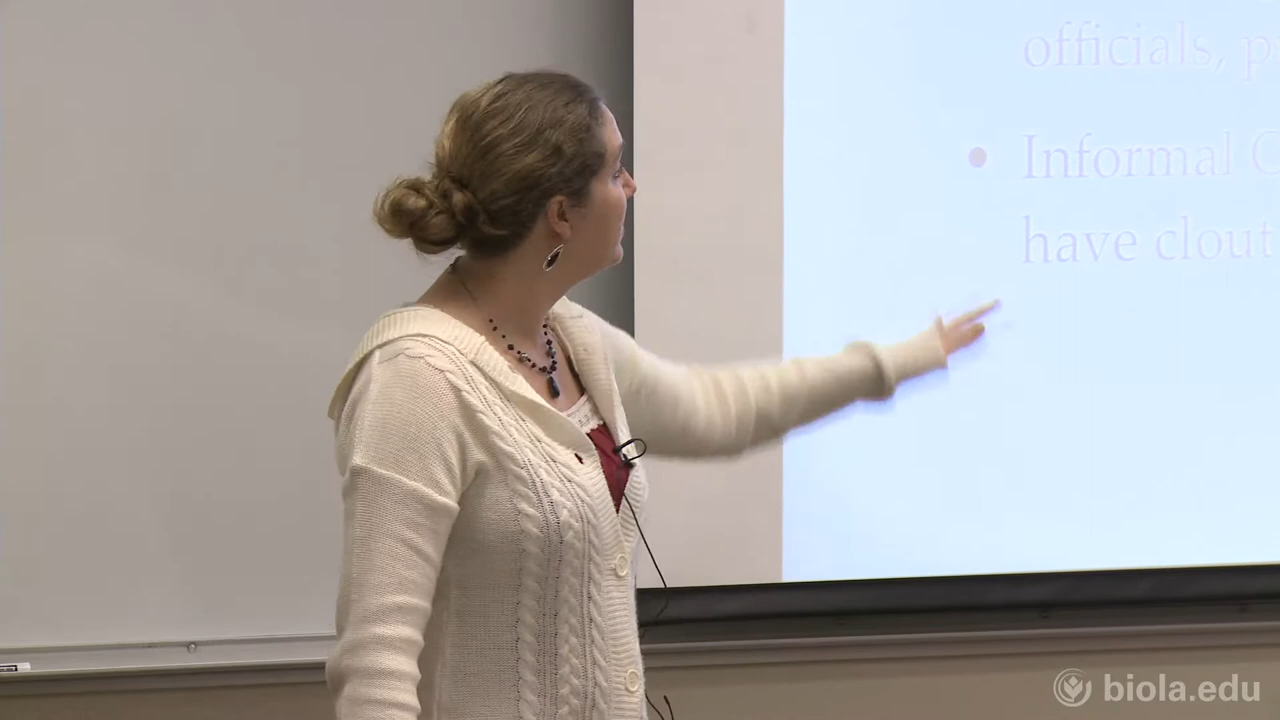 officials,
• Informal
have clout
biola.edu